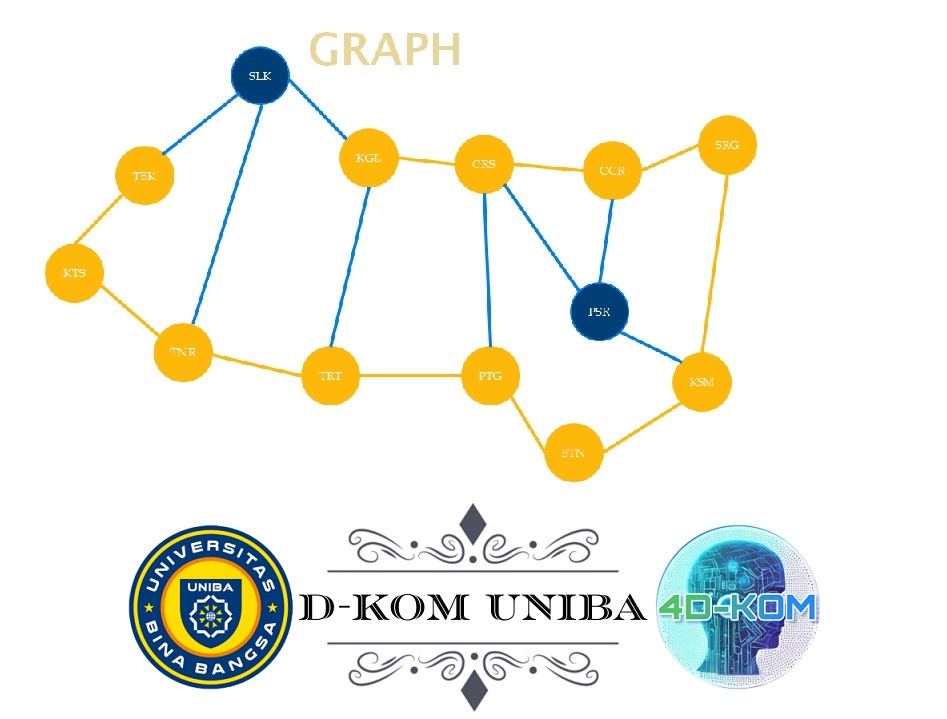 GRAPH
SLK
SRG
KGL
CRS
CCR
TBK
KTS
PSR
TNR
TRT
PTG
KSM
BTN
UNIVERSITAS
UNIBA
BINA BANGSA
D-KOM UNIBA
4D-KOM